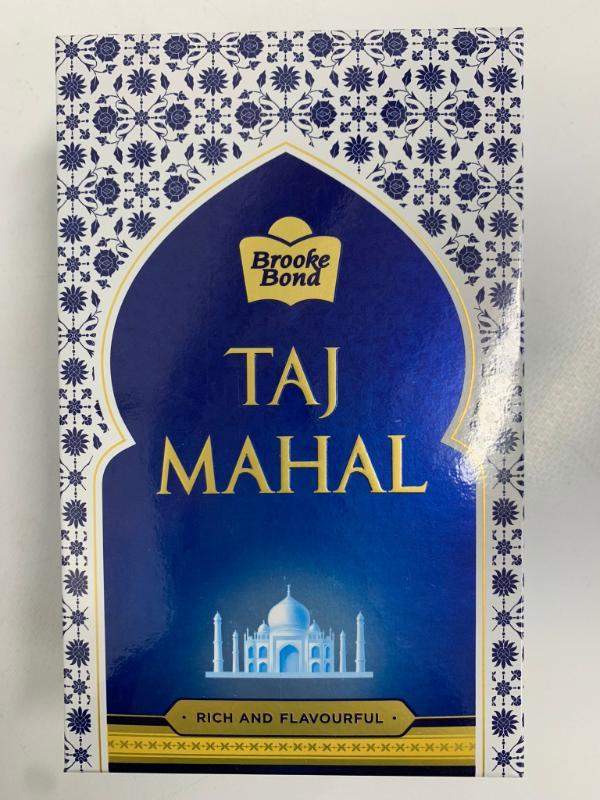 Brooke
Bond
TAJ
MAHAL
· RICH AND FLAVOURFUL ·